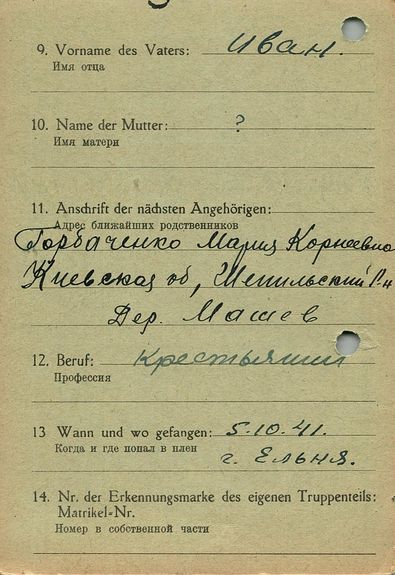 9. Vorname des Vaters: Иван.
Имя отца
10. Name der Mutter: ?
Имя матери
11. Anschrift der nächsten Angehörigen:
Адрес ближайших родственников
Горбаченко Мария Корнеевна
Киевская об, Шепильский Р-н
Дер. Машев
12. Beruf: Крестьянин
Профессия
13 Wann und wo gefangen: 5.10.41.
Когда и где попал в плен
г. Ельня.
14. Nr. der Erkennungsmarke des eigenen Truppenteils:
Matrikel-Nr.
Номер в собственной части